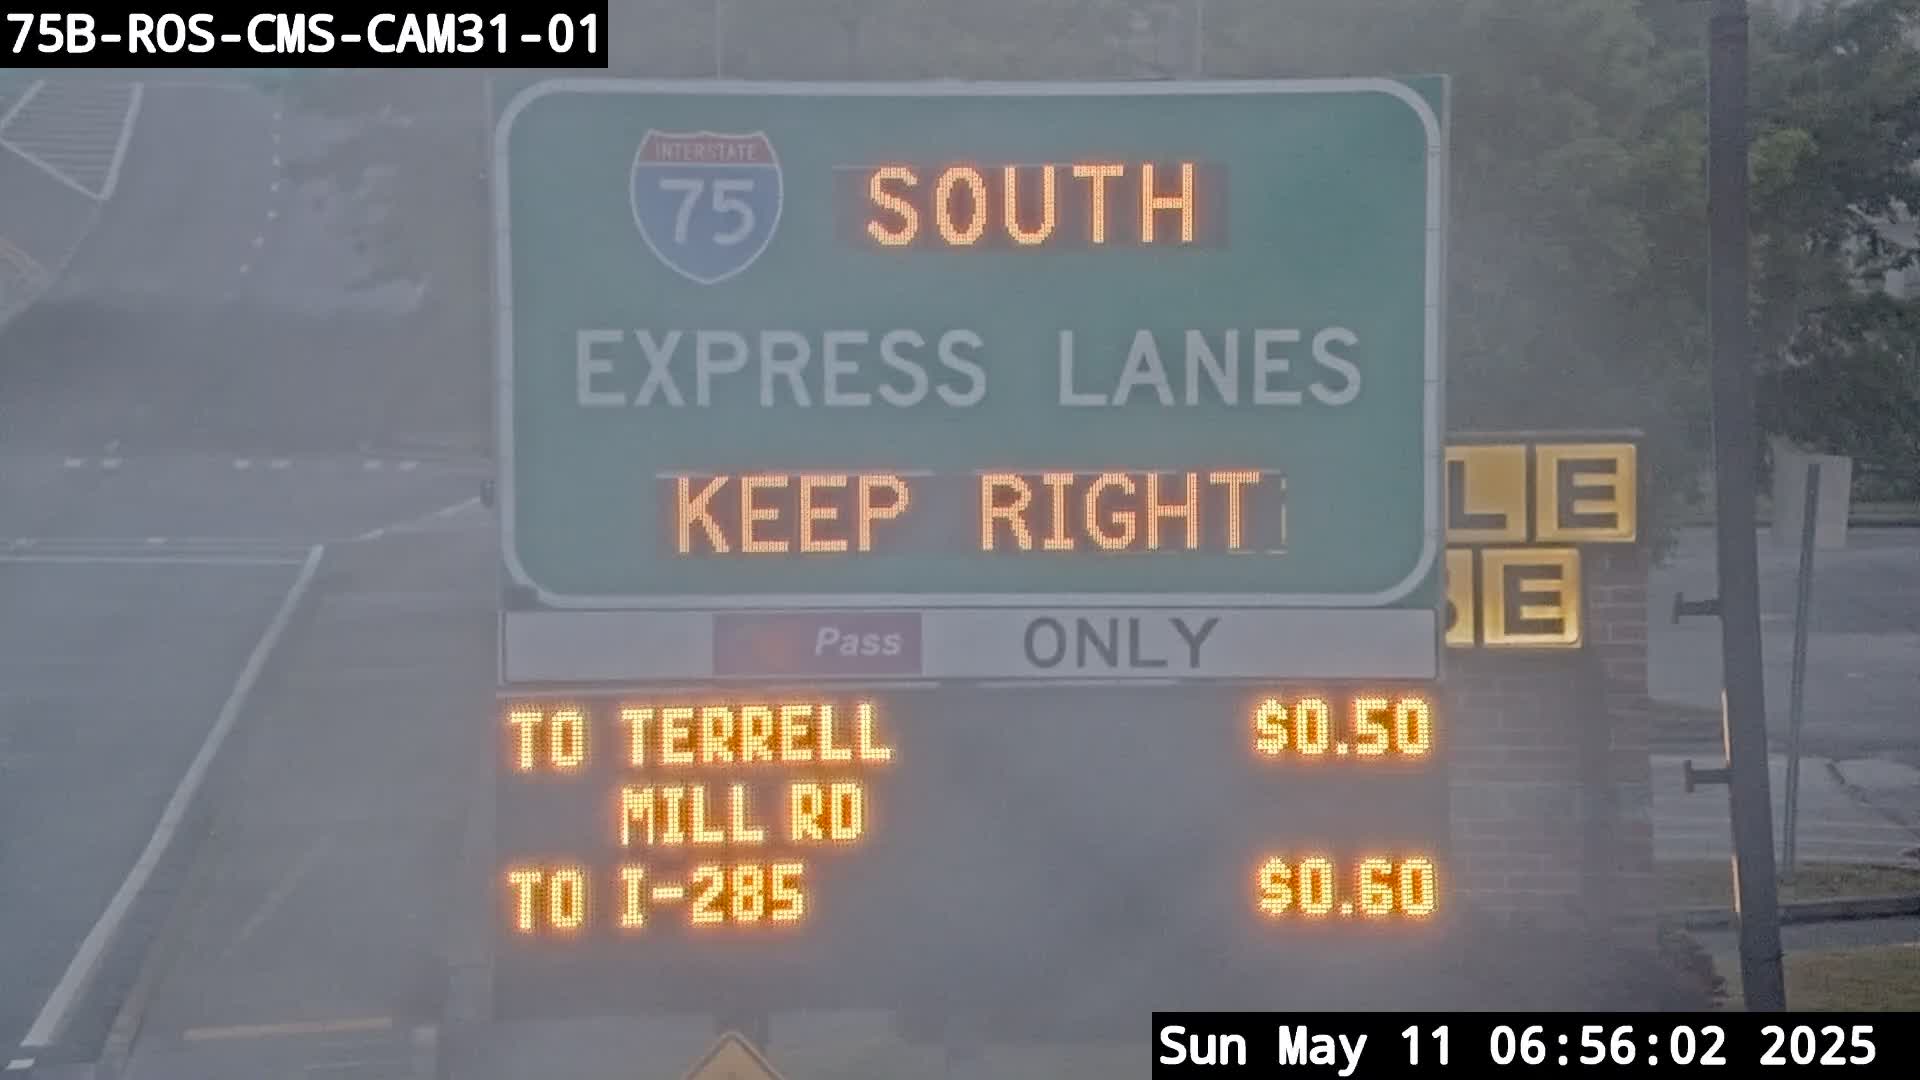 75B-ROS-CMS-CAM31-01
INTERSTATE
75 SOUTH
EXPRESS LANES
KEEP RIGHT
Pass ONLY
TO TERRELL $0.50
MILL RD
TO I-285 $0.60
LE
SE
Sun May 11 06:56:02 2025